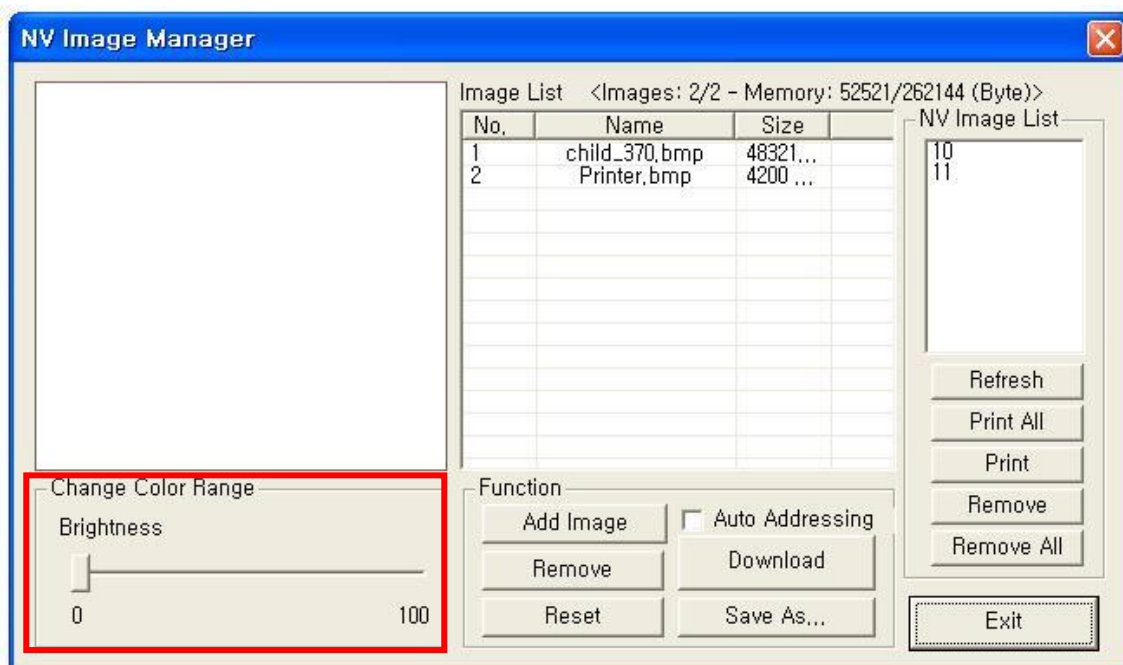 NV Image Manager
Image List <Images: 2/2 - Memory: 52521/262144 (Byte)>
No, Name Size
1 child_370,bmp 48321,,,
2 Printer,bmp 4200 ,,,
NV Image List
10
11
Refresh
Print All
Print
Remove
Remove All
Change Color Range
Brightness
0 100
Function
Add Image Auto Addressing
Remove Download
Reset Save As,,,
Exit